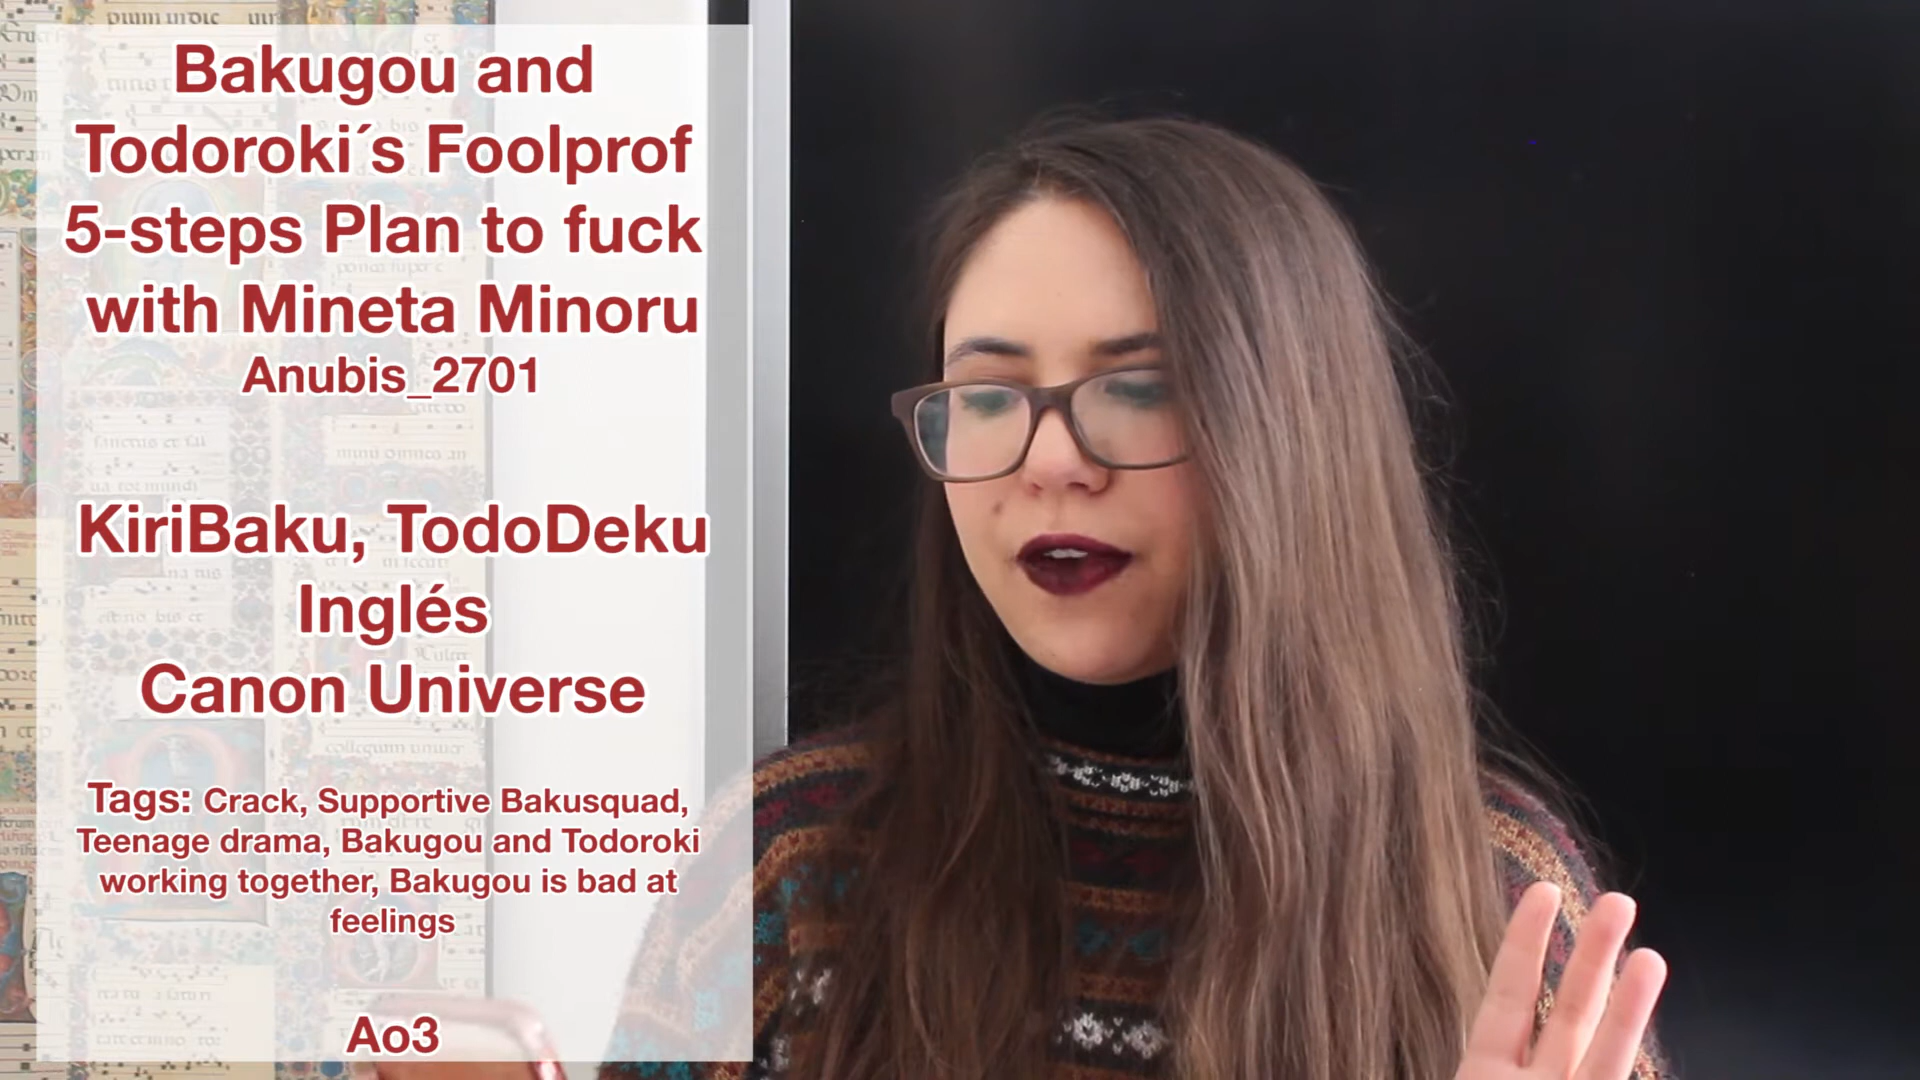 Bakugou and
Todoroki´s Foolprof
5-steps Plan to fuck
with Mineta Minoru
Anubis_2701
KiriBaku, TodoDeku
Inglés
Canon Universe
Tags: Crack, Supportive Bakusquad,
Teenage drama, Bakugou and Todoroki
working together, Bakugou is bad at
feelings
Ao3